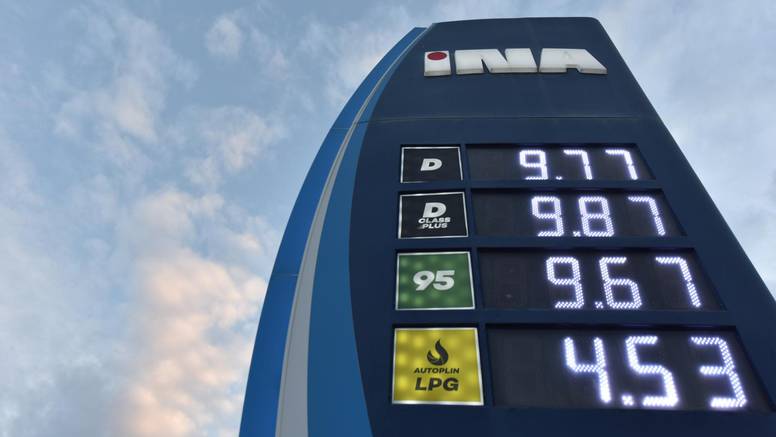 INA
D 9.77
D CLASS PLUS 9.87
95 9.67
AUTOPLIN LPG 4.53